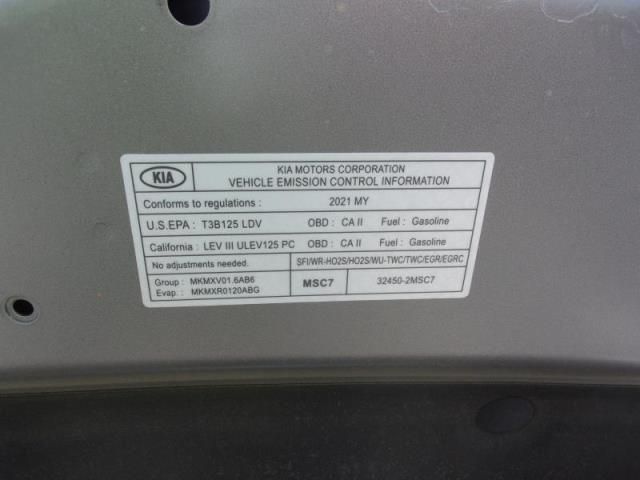 KIA
KIA MOTORS CORPORATION
VEHICLE EMISSION CONTROL INFORMATION
Conforms to regulations : 2021 MY
U.S.EPA : T3B125 LDV OBD : CA II Fuel : Gasoline
California : LEV III ULEV125 PC OBD : CA II Fuel : Gasoline
No adjustments needed. SFI/WR-HO2S/HO2S/WU-TWC/TWC/EGR/EGRC
Group : MKMXV01.6AB6
Evap. : MKMXR0120ABG
MSC7 32450-2MSC7